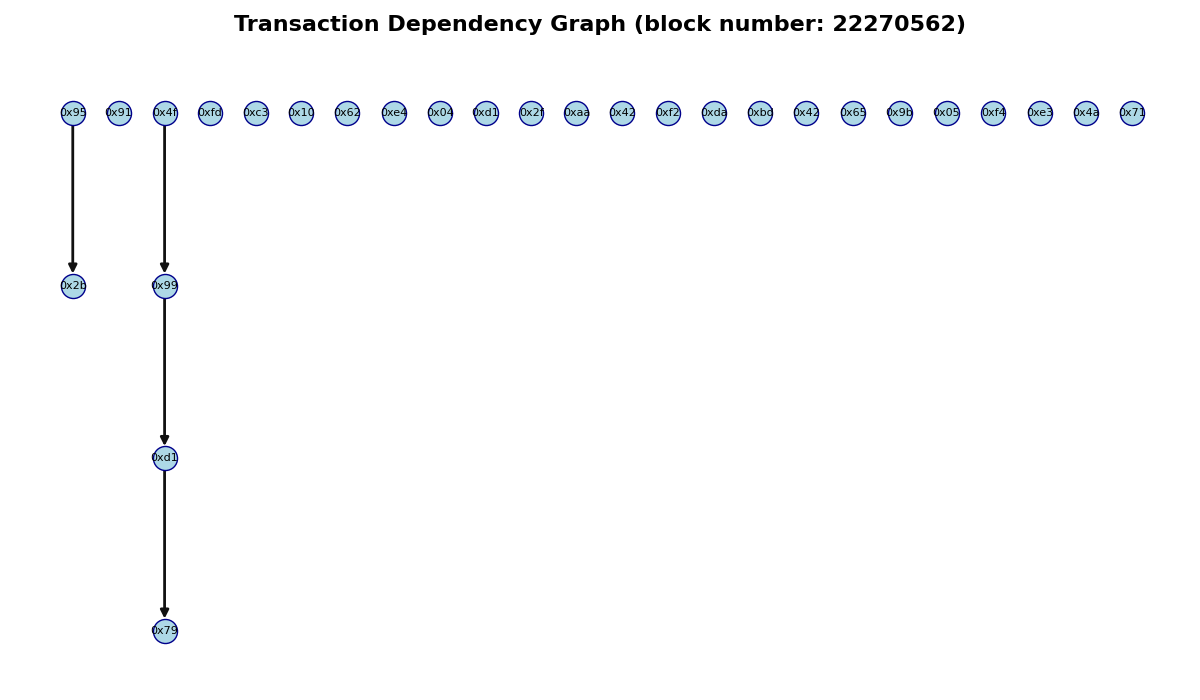 Transaction Dependency Graph (block number: 22270562)
0x95 0x91 0x4f 0xfd 0xc3 0x10 0x62 0xe4 0x04 0xd1 0x2f 0xaa 0x42 0xf2 0xda 0xbd 0x42 0x65 0x9b 0x05 0xf4 0xe3 0x4a 0x71
0x2b 0x99
0xd1
0x79